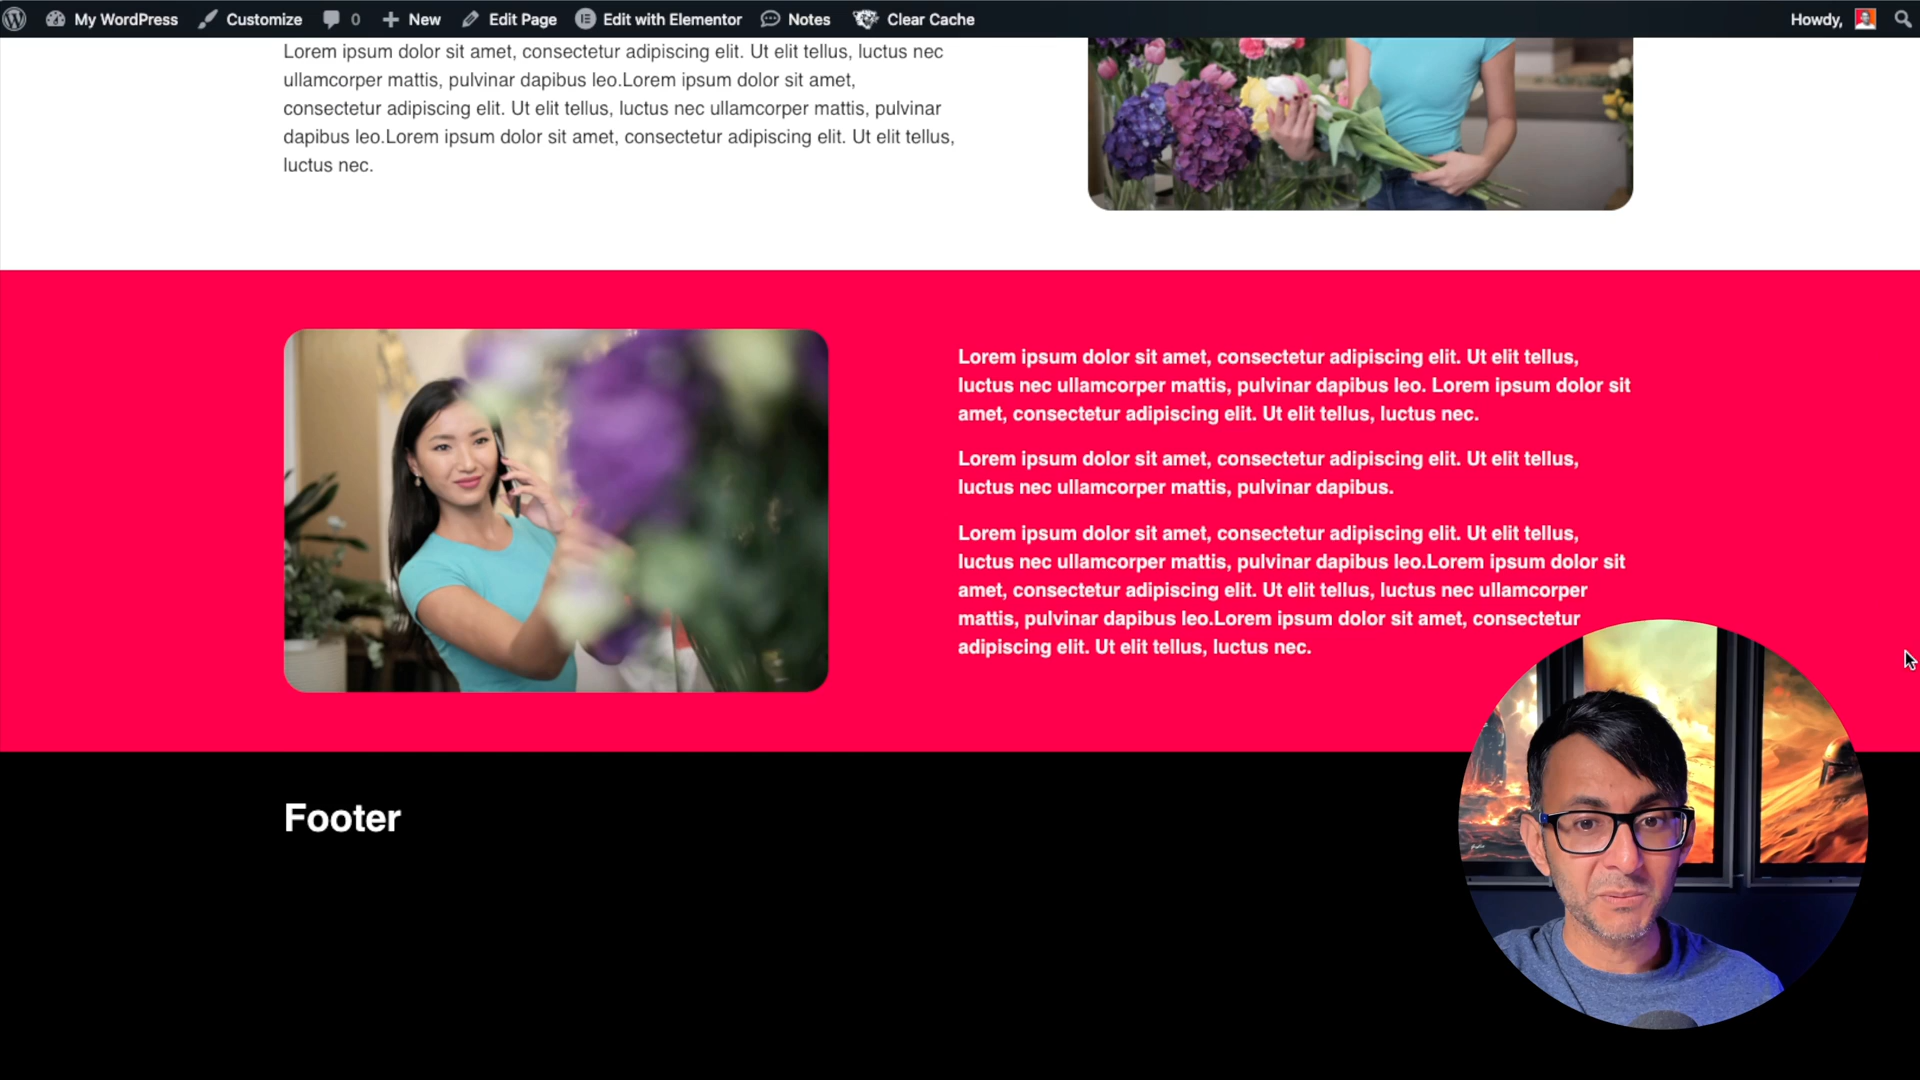 My WordPress Customize 0 New Edit Page Edit with Elementor Notes Clear Cache Howdy,
Lorem ipsum dolor sit amet, consectetur adipiscing elit. Ut elit tellus, luctus nec
ullamcorper mattis, pulvinar dapibus leo.Lorem ipsum dolor sit amet,
consectetur adipiscing elit. Ut elit tellus, luctus nec ullamcorper mattis, pulvinar
dapibus leo.Lorem ipsum dolor sit amet, consectetur adipiscing elit. Ut elit tellus,
luctus nec.
Lorem ipsum dolor sit amet, consectetur adipiscing elit. Ut elit tellus,
luctus nec ullamcorper mattis, pulvinar dapibus leo. Lorem ipsum dolor sit
amet, consectetur adipiscing elit. Ut elit tellus, luctus nec.
Lorem ipsum dolor sit amet, consectetur adipiscing elit. Ut elit tellus,
luctus nec ullamcorper mattis, pulvinar dapibus.
Lorem ipsum dolor sit amet, consectetur adipiscing elit. Ut elit tellus,
luctus nec ullamcorper mattis, pulvinar dapibus leo.Lorem ipsum dolor sit
amet, consectetur adipiscing elit. Ut elit tellus, luctus nec ullamcorper
mattis, pulvinar dapibus leo.Lorem ipsum dolor sit amet, consectetur
adipiscing elit. Ut elit tellus, luctus nec.
Footer